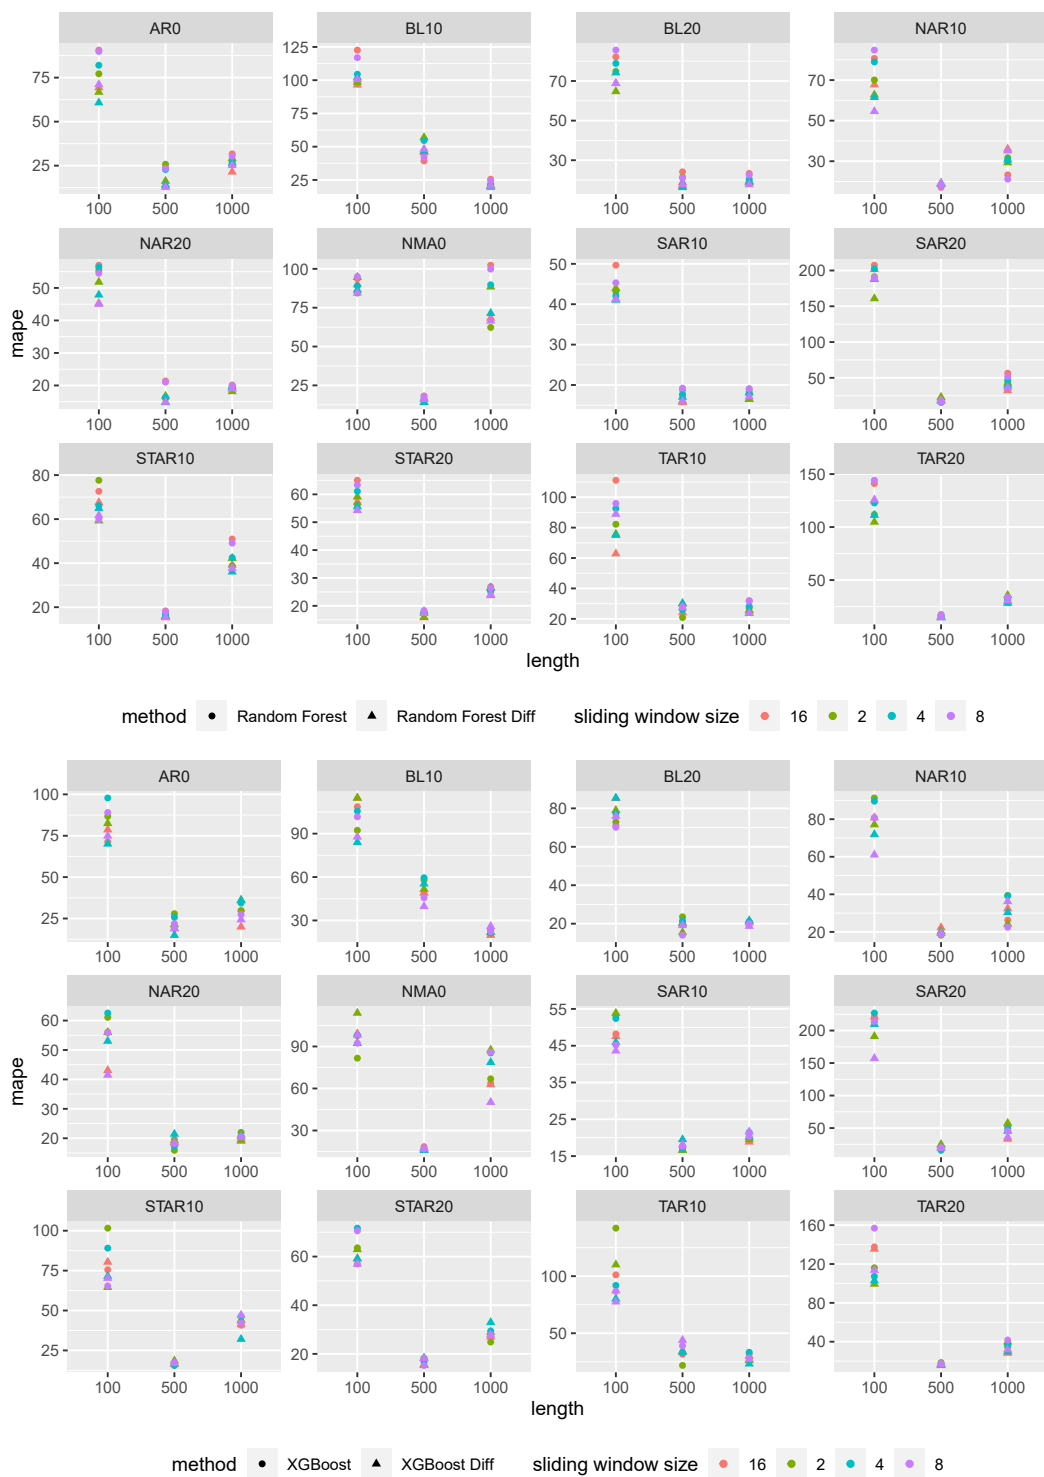 AR0 BL10 BL20 NAR10
75 50 25
125 100 75 50 25
70 50 30
70 50 30
100 500 1000 100 500 1000 100 500 1000 100 500 1000
NAR20 NMA0 SAR10 SAR20
50 40 30 20
100 75 50 25
50 40 30 20
200 150 100 50
100 500 1000 100 500 1000 100 500 1000 100 500 1000
STAR10 STAR20 TAR10 TAR20
80 60 40 20
60 50 40 30 20
100 80 60 40 20
150 100 50
100 500 1000 100 500 1000 100 500 1000 100 500 1000
mape
length
method Random Forest Random Forest Diff sliding window size 16 2 4 8
AR0 BL10 BL20 NAR10
100 75 50 25
90 60 30
80 60 40 20
80 60 40 20
100 500 1000 100 500 1000 100 500 1000 100 500 1000
NAR20 NMA0 SAR10 SAR20
60 50 40 30 20
90 60 30
55 45 35 25 15
200 150 100 50
100 500 1000 100 500 1000 100 500 1000 100 500 1000
STAR10 STAR20 TAR10 TAR20
100 75 50 25
60 40 20
100 50
160 120 80 40
100 500 1000 100 500 1000 100 500 1000 100 500 1000
mape
length
method XGBoost XGBoost Diff sliding window size 16 2 4 8